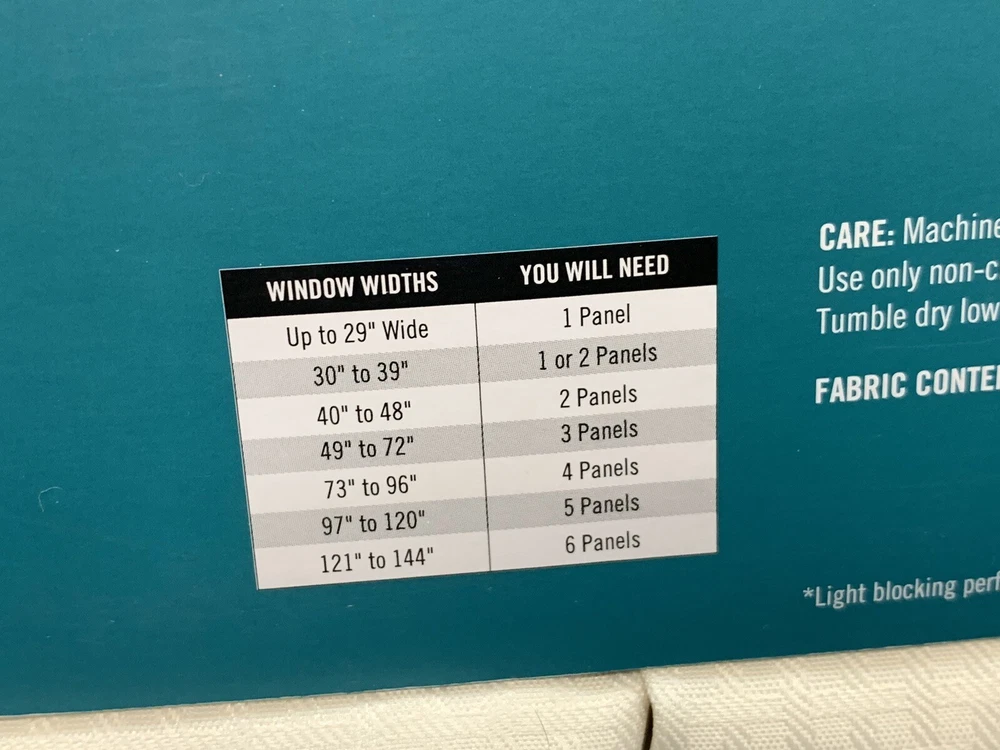 WINDOW WIDTHS YOU WILL NEED
Up to 29" Wide 1 Panel
30" to 39" 1 or 2 Panels
40" to 48" 2 Panels
49" to 72" 3 Panels
73" to 96" 4 Panels
97" to 120" 5 Panels
121" to 144" 6 Panels
CARE: Machine
Use only non-c
Tumble dry low
FABRIC CONTE
*Light blocking perf